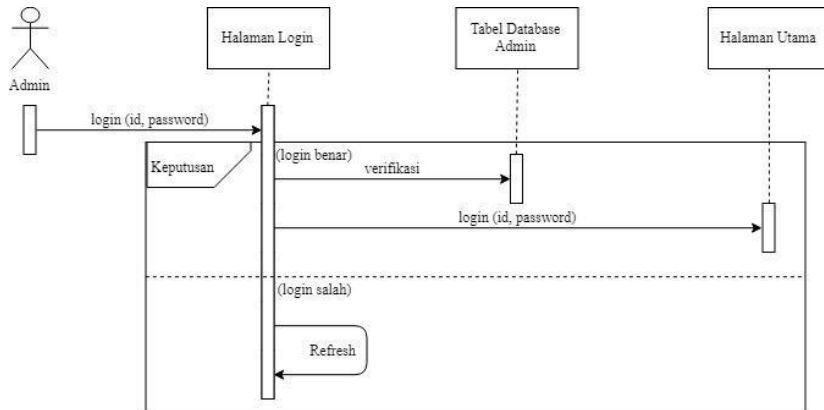 Halaman Login
Tabel Database
Admin
Halaman Utama
Admin
login (id, password)
Keputusan
(login benar)
verifikasi
login (id, password)
(login salah)
Refresh